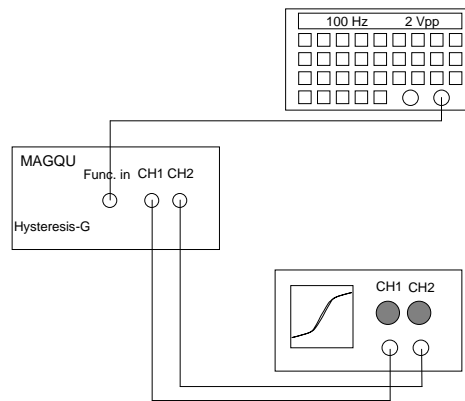 100 Hz 2 Vpp
MAGQU
Func. in CH1 CH2
Hysteresis-G
CH1 CH2